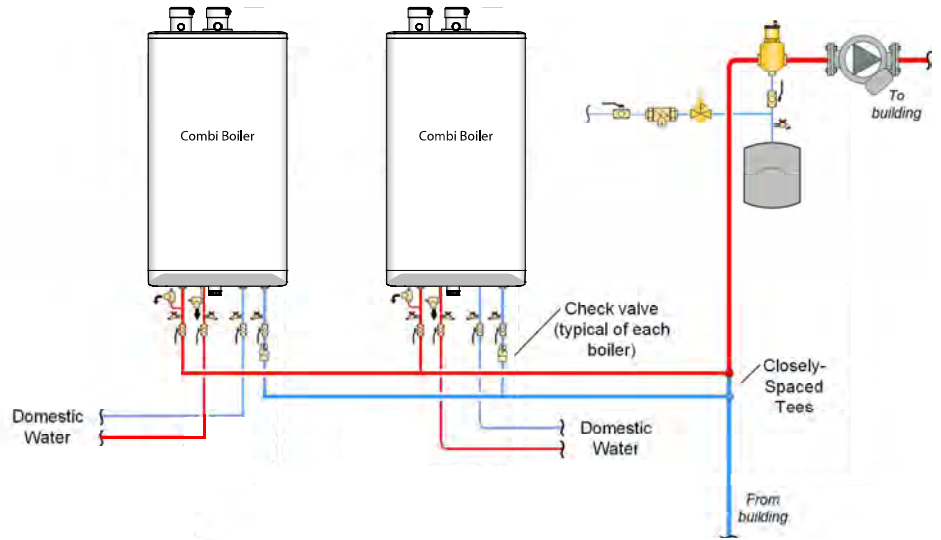 Combi Boiler
Combi Boiler
To
building
Check valve
(typical of each
boiler)
Closely-
Spaced
Tees
Domestic
Water
Domestic
Water
From
building